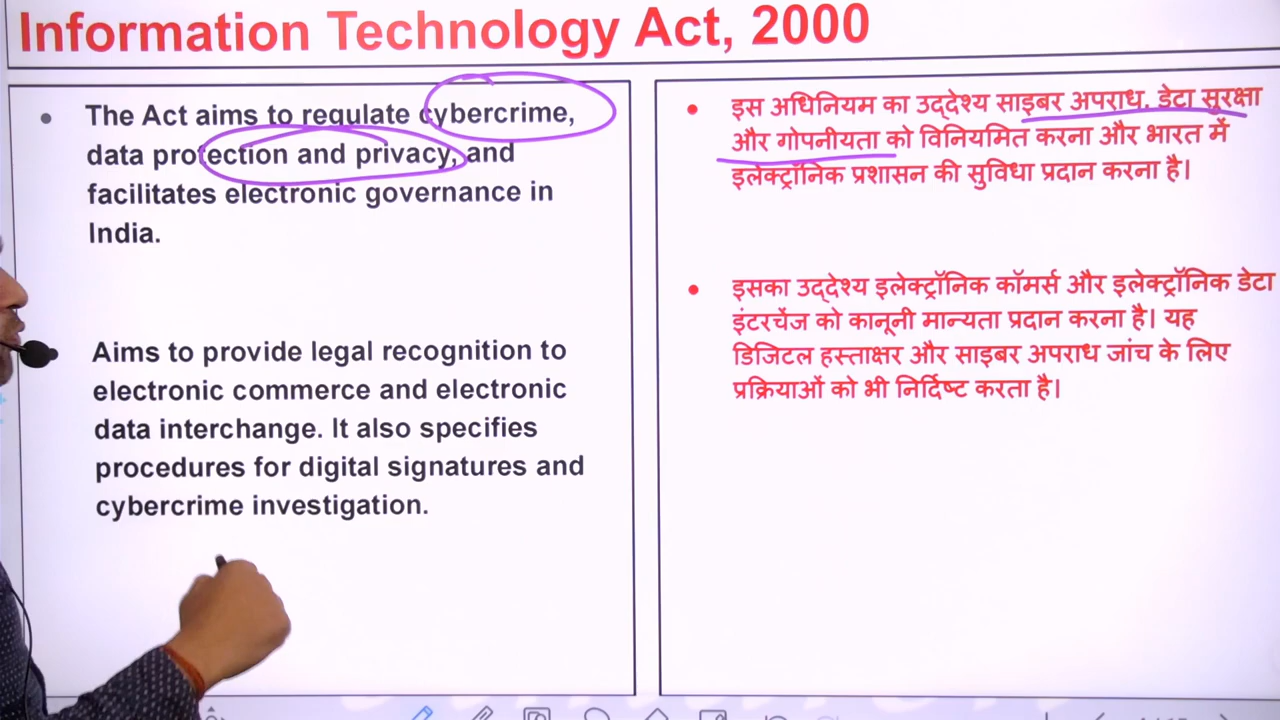 Information Technology Act, 2000
The Act aims to regulate cybercrime,
data protection and privacy, and
facilitates electronic governance in
India.
Aims to provide legal recognition to
electronic commerce and electronic
data interchange. It also specifies
procedures for digital signatures and
cybercrime investigation.
इस अधिनियम का उद्देश्य साइबर अपराध, डेटा सुरक्षा
और गोपनीयता को विनियमित करना और भारत में
इलेक्ट्रॉनिक प्रशासन की सुविधा प्रदान करना है।
इसका उद्देश्य इलेक्ट्रॉनिक कॉमर्स और इलेक्ट्रॉनिक डेटा
इंटरचेंज को कानूनी मान्यता प्रदान करना है। यह
डिजिटल हस्ताक्षर और साइबर अपराध जांच के लिए
प्रक्रियाओं को भी निर्दिष्ट करता है।